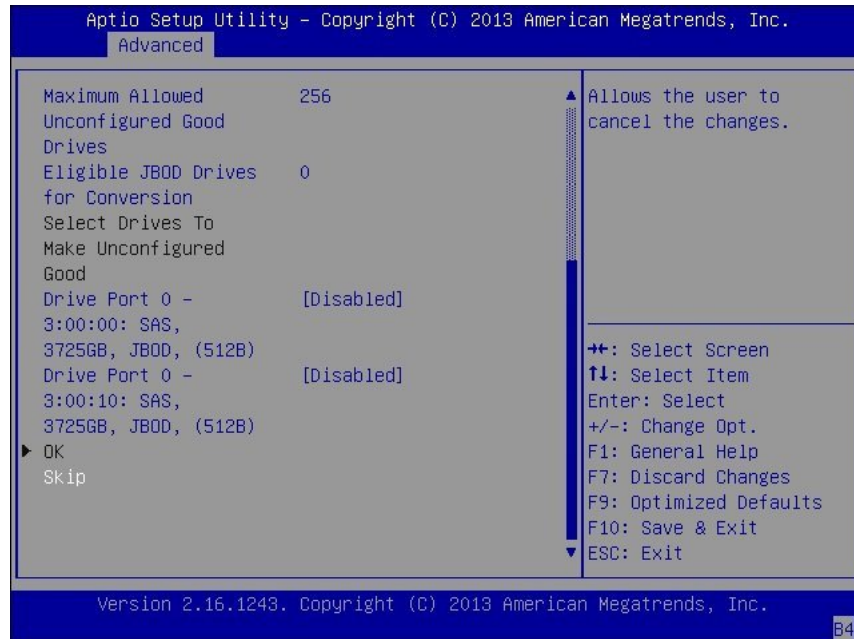 Aptio Setup Utility – Copyright (C) 2013 American Megatrends, Inc.
Advanced
Maximum Allowed 256
Unconfigured Good
Drives
Eligible JBOD Drives 0
for Conversion
Select Drives To
Make Unconfigured
Good
Drive Port 0 – [Disabled]
3:00:00: SAS,
3725GB, JBOD, (512B)
Drive Port 0 – [Disabled]
3:00:10: SAS,
3725GB, JBOD, (512B)
OK
Skip
Allows the user to
cancel the changes.
→←: Select Screen
↑↓: Select Item
Enter: Select
+/-: Change Opt.
F1: General Help
F7: Discard Changes
F9: Optimized Defaults
F10: Save & Exit
ESC: Exit
Version 2.16.1243. Copyright (C) 2013 American Megatrends, Inc.
B4